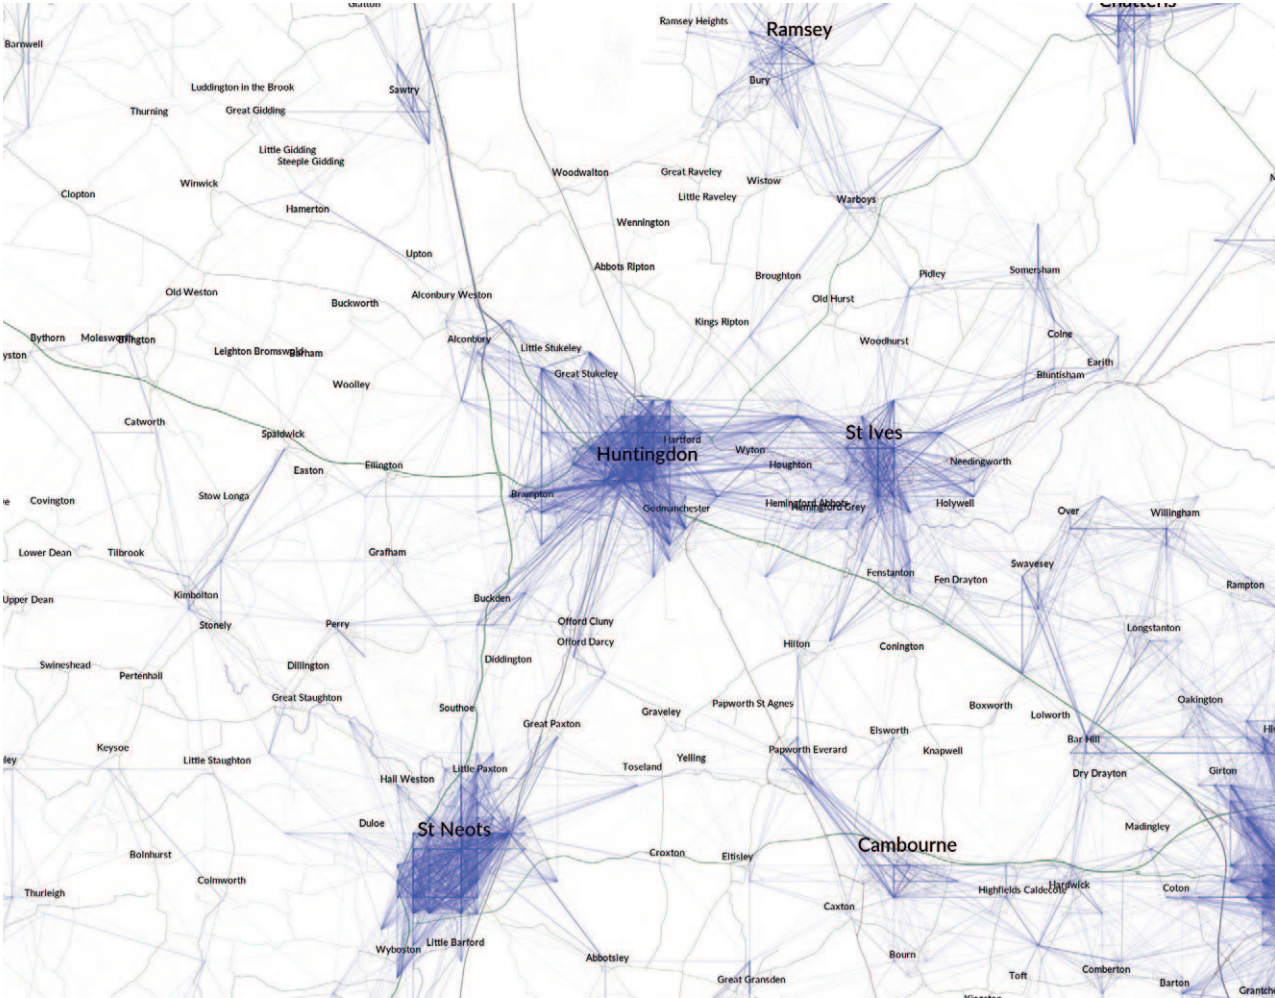 Glatton
Chatteris
Ramsey Heights
Ramsey
Barnwell
Bury
Luddington in the Brook
Sawtry
Thurning
Great Gidding
Little Gidding
Steeple Gidding
Woodwalton
Great Raveley
Wistow
Winwick
Clopton
Little Raveley
Warboys
Hamerton
Wennington
Upton
Abbots Ripton
Broughton
Pidley
Somersham
Old Weston
Buckworth
Alconbury Weston
Old Hurst
Kings Ripton
Bythorn
Molesworth
Alconbury
Little Stukeley
Woodhurst
Colne
yston
Leighton Bromswold
Barham
Earith
Great Stukeley
Bluntisham
Woolley
Catworth
Spaldwick
Hartford
St Ives
Huntingdon
Wyton
Easton
Ellington
Houghton
Needingworth
Covington
Stow Longa
Brampton
Godmanchester
Hemingford Abbots
Hemingford Grey
Holywell
Over
Willingham
Lower Dean
Tilbrook
Grafham
Swavesey
Fenstanton
Fen Drayton
Rampton
Upper Dean
Kimbolton
Buckden
Stonely
Perry
Offord Cluny
Offord Darcy
Hilton
Conington
Longstanton
Swineshead
Pertenhall
Dillington
Diddington
Great Staughton
Southoe
Graveley
Papworth St Agnes
Boxworth
Lolworth
Oakington
Great Paxton
Elsworth
Bar Hill
Keysoe
Little Staughton
Hall Weston
Little Paxton
Toseland
Yelling
Papworth Everard
Knapwell
Dry Drayton
Girton
Duloe
St Neots
Madingley
Bolnhurst
Croxton
Eltisley
Cambourne
Thurleigh
Colmworth
Highfields Caldecote
Hardwick
Coton
Caxton
Wyboston
Little Barford
Abbotsley
Bourn
Great Gransden
Toft
Comberton
Barton
Grantche